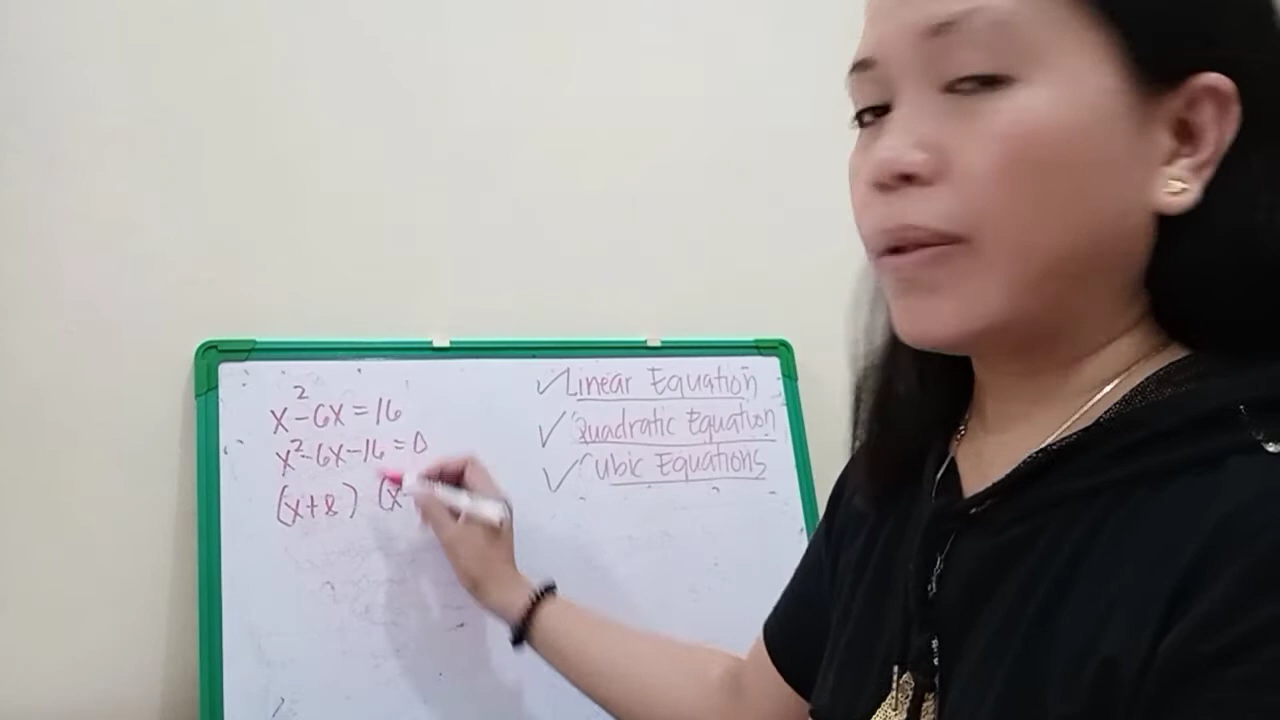 x² - 6x = 16
x² - 6x - 16 = 0
(x+8) (x-
✓ Linear Equation
✓ Quadratic Equation
✓ Cubic Equations